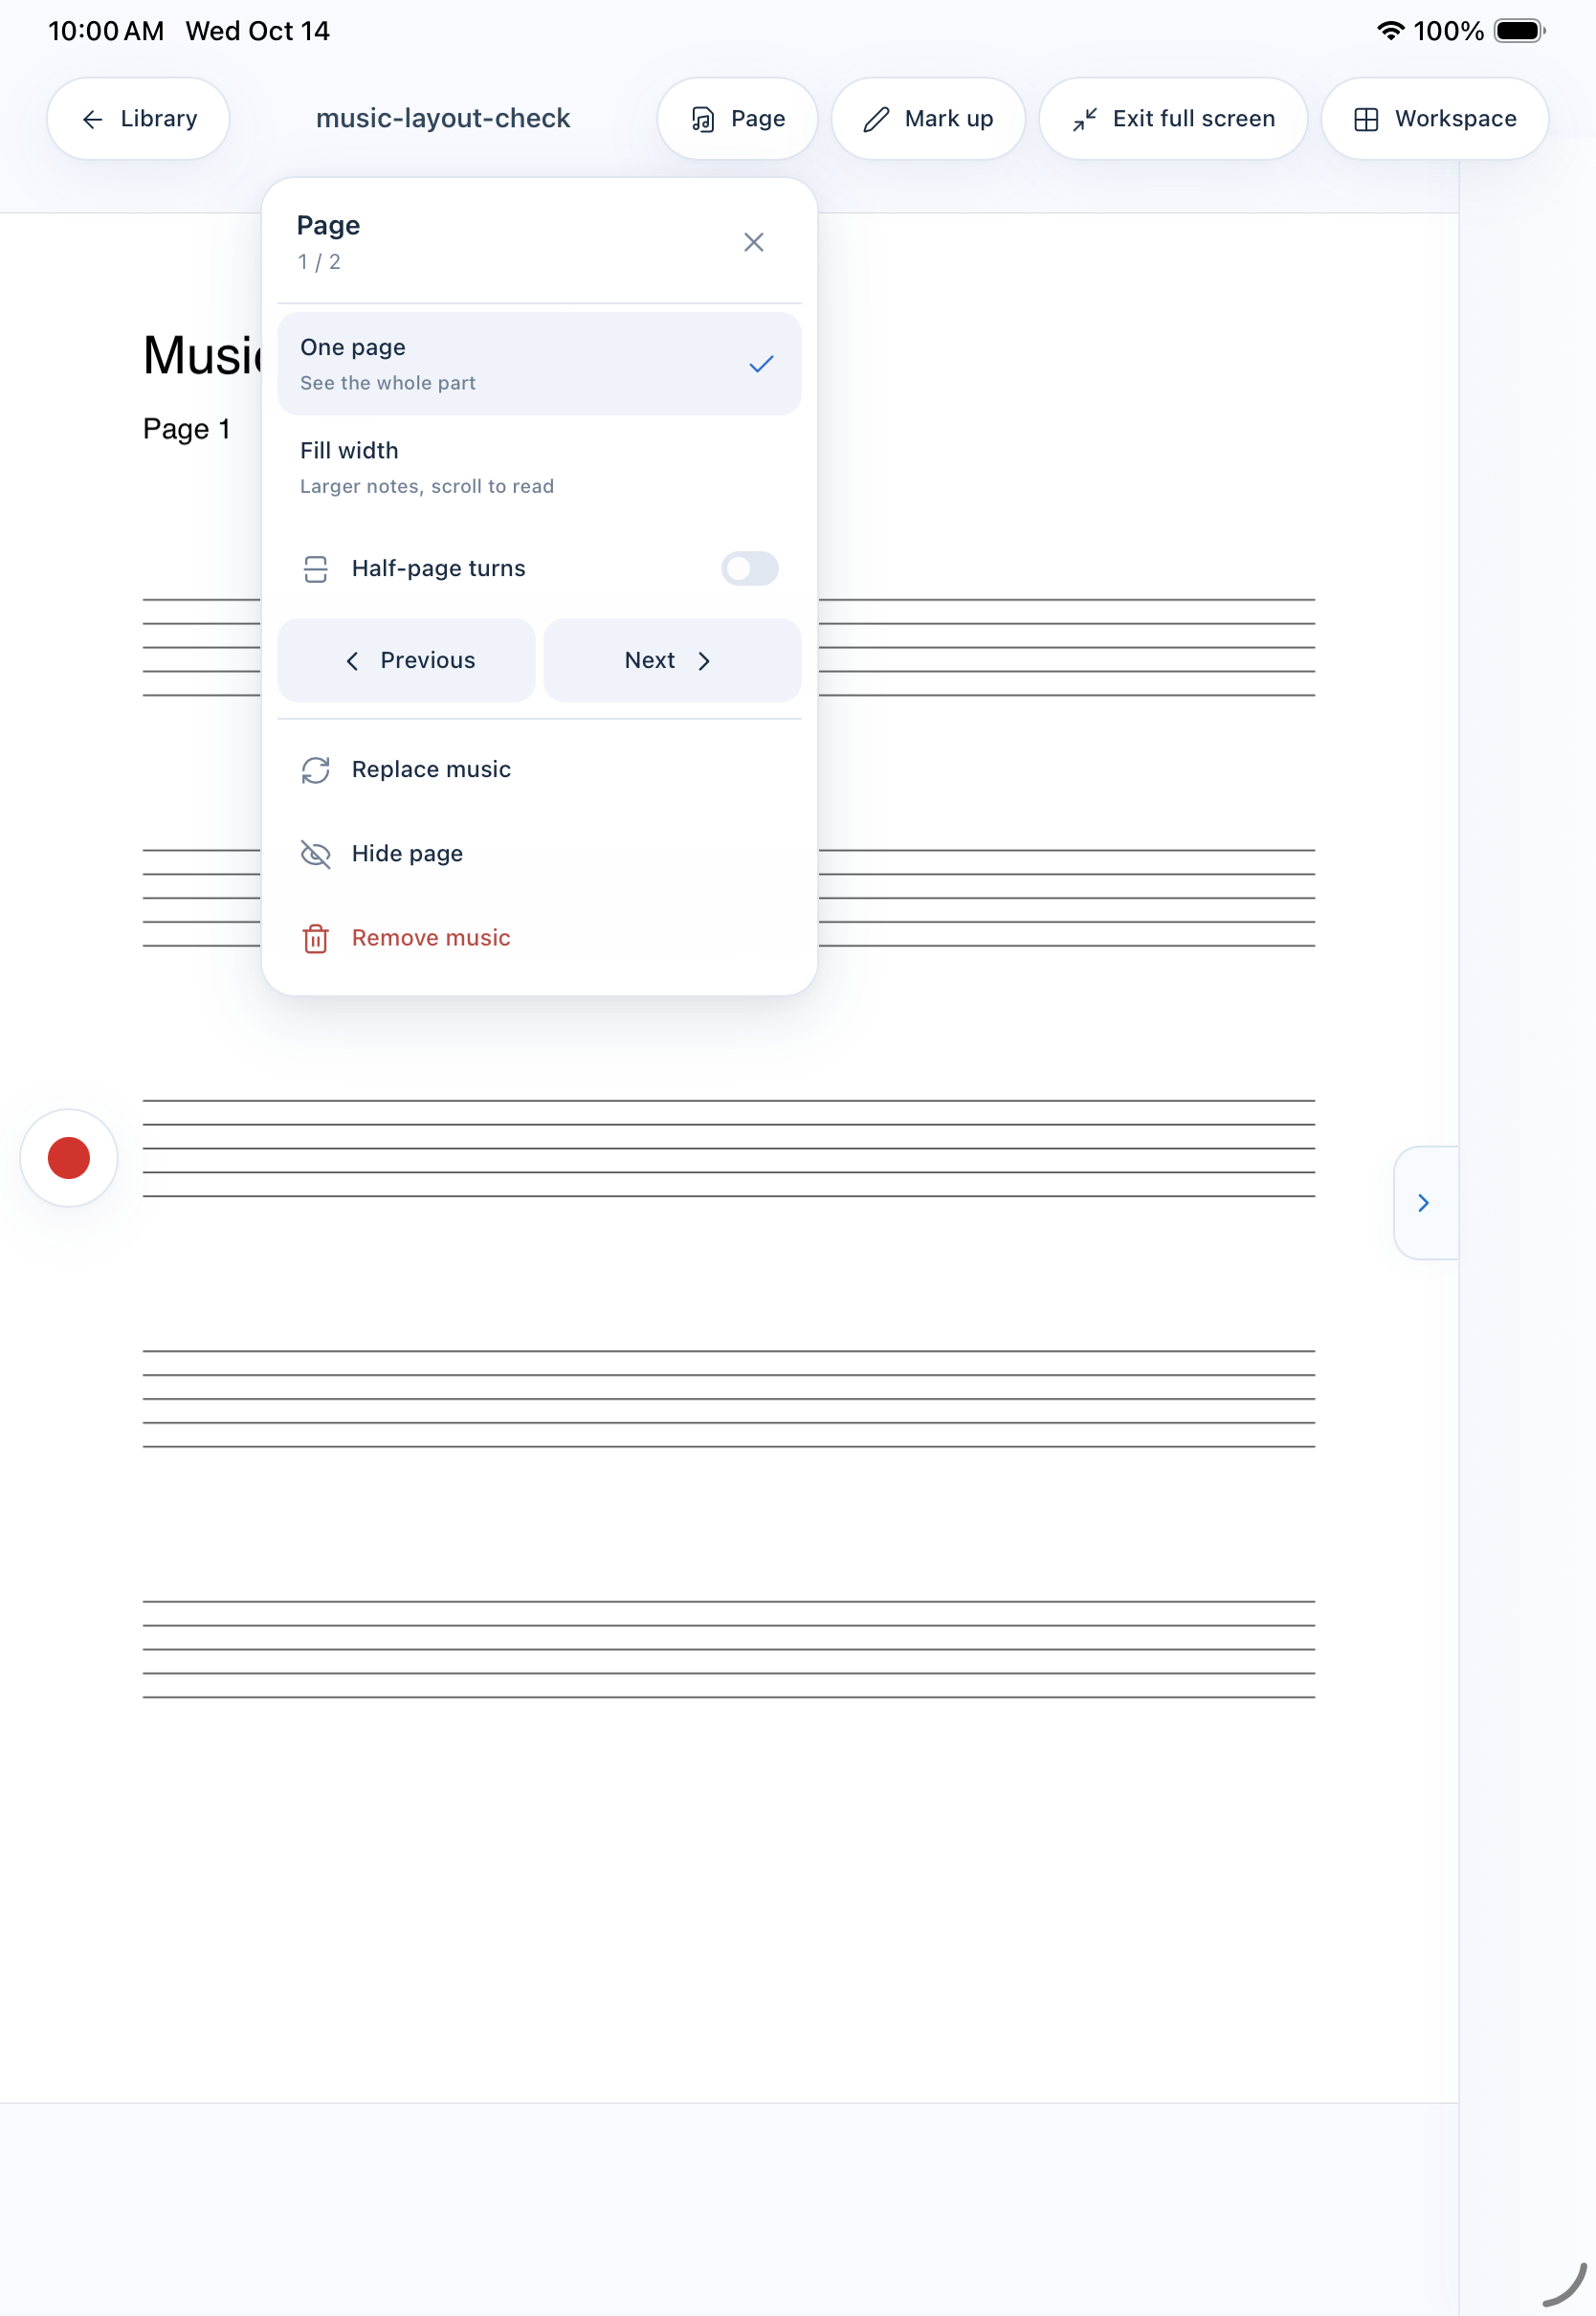 10:00 AM Wed Oct 14
100%
Library
music-layout-check
Page
Mark up
Exit full screen
Workspace
Page
1 / 2
One page
See the whole part
Fill width
Larger notes, scroll to read
Half-page turns
Previous
Next
Replace music
Hide page
Remove music
Page 1